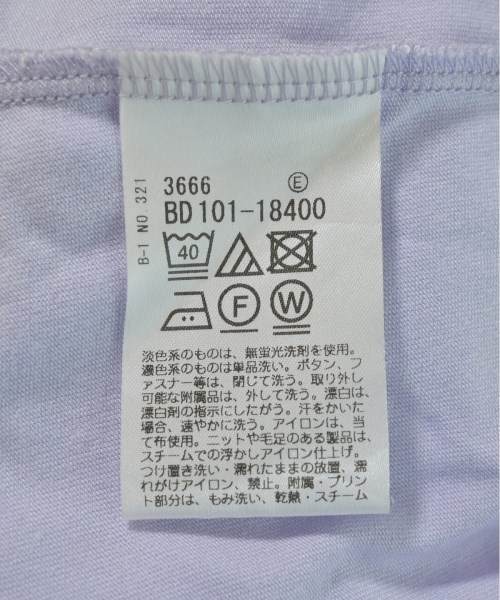 B-1 NO. 321
3666 Ⓔ
BD 101-18400
40
F W
淡色系のものは、無蛍光洗剤を使用。
濃色系のものは単品洗い。ボタン、フ
ァスナー等は、閉じて洗う。取り外し
可能な附属品は、外して洗う。漂白は、
漂白剤の指示にしたがう。汗をかいた
場合、速やかに洗う。アイロンは、当
て布使用。ニットや毛足のある製品は、
スチームでの浮かしアイロン仕上げ。
つけ置き洗い・濡れたままの放置、濡
れがけアイロン、禁止。附属・プリン
ト部分は、もみ洗い、乾熱・スチーム